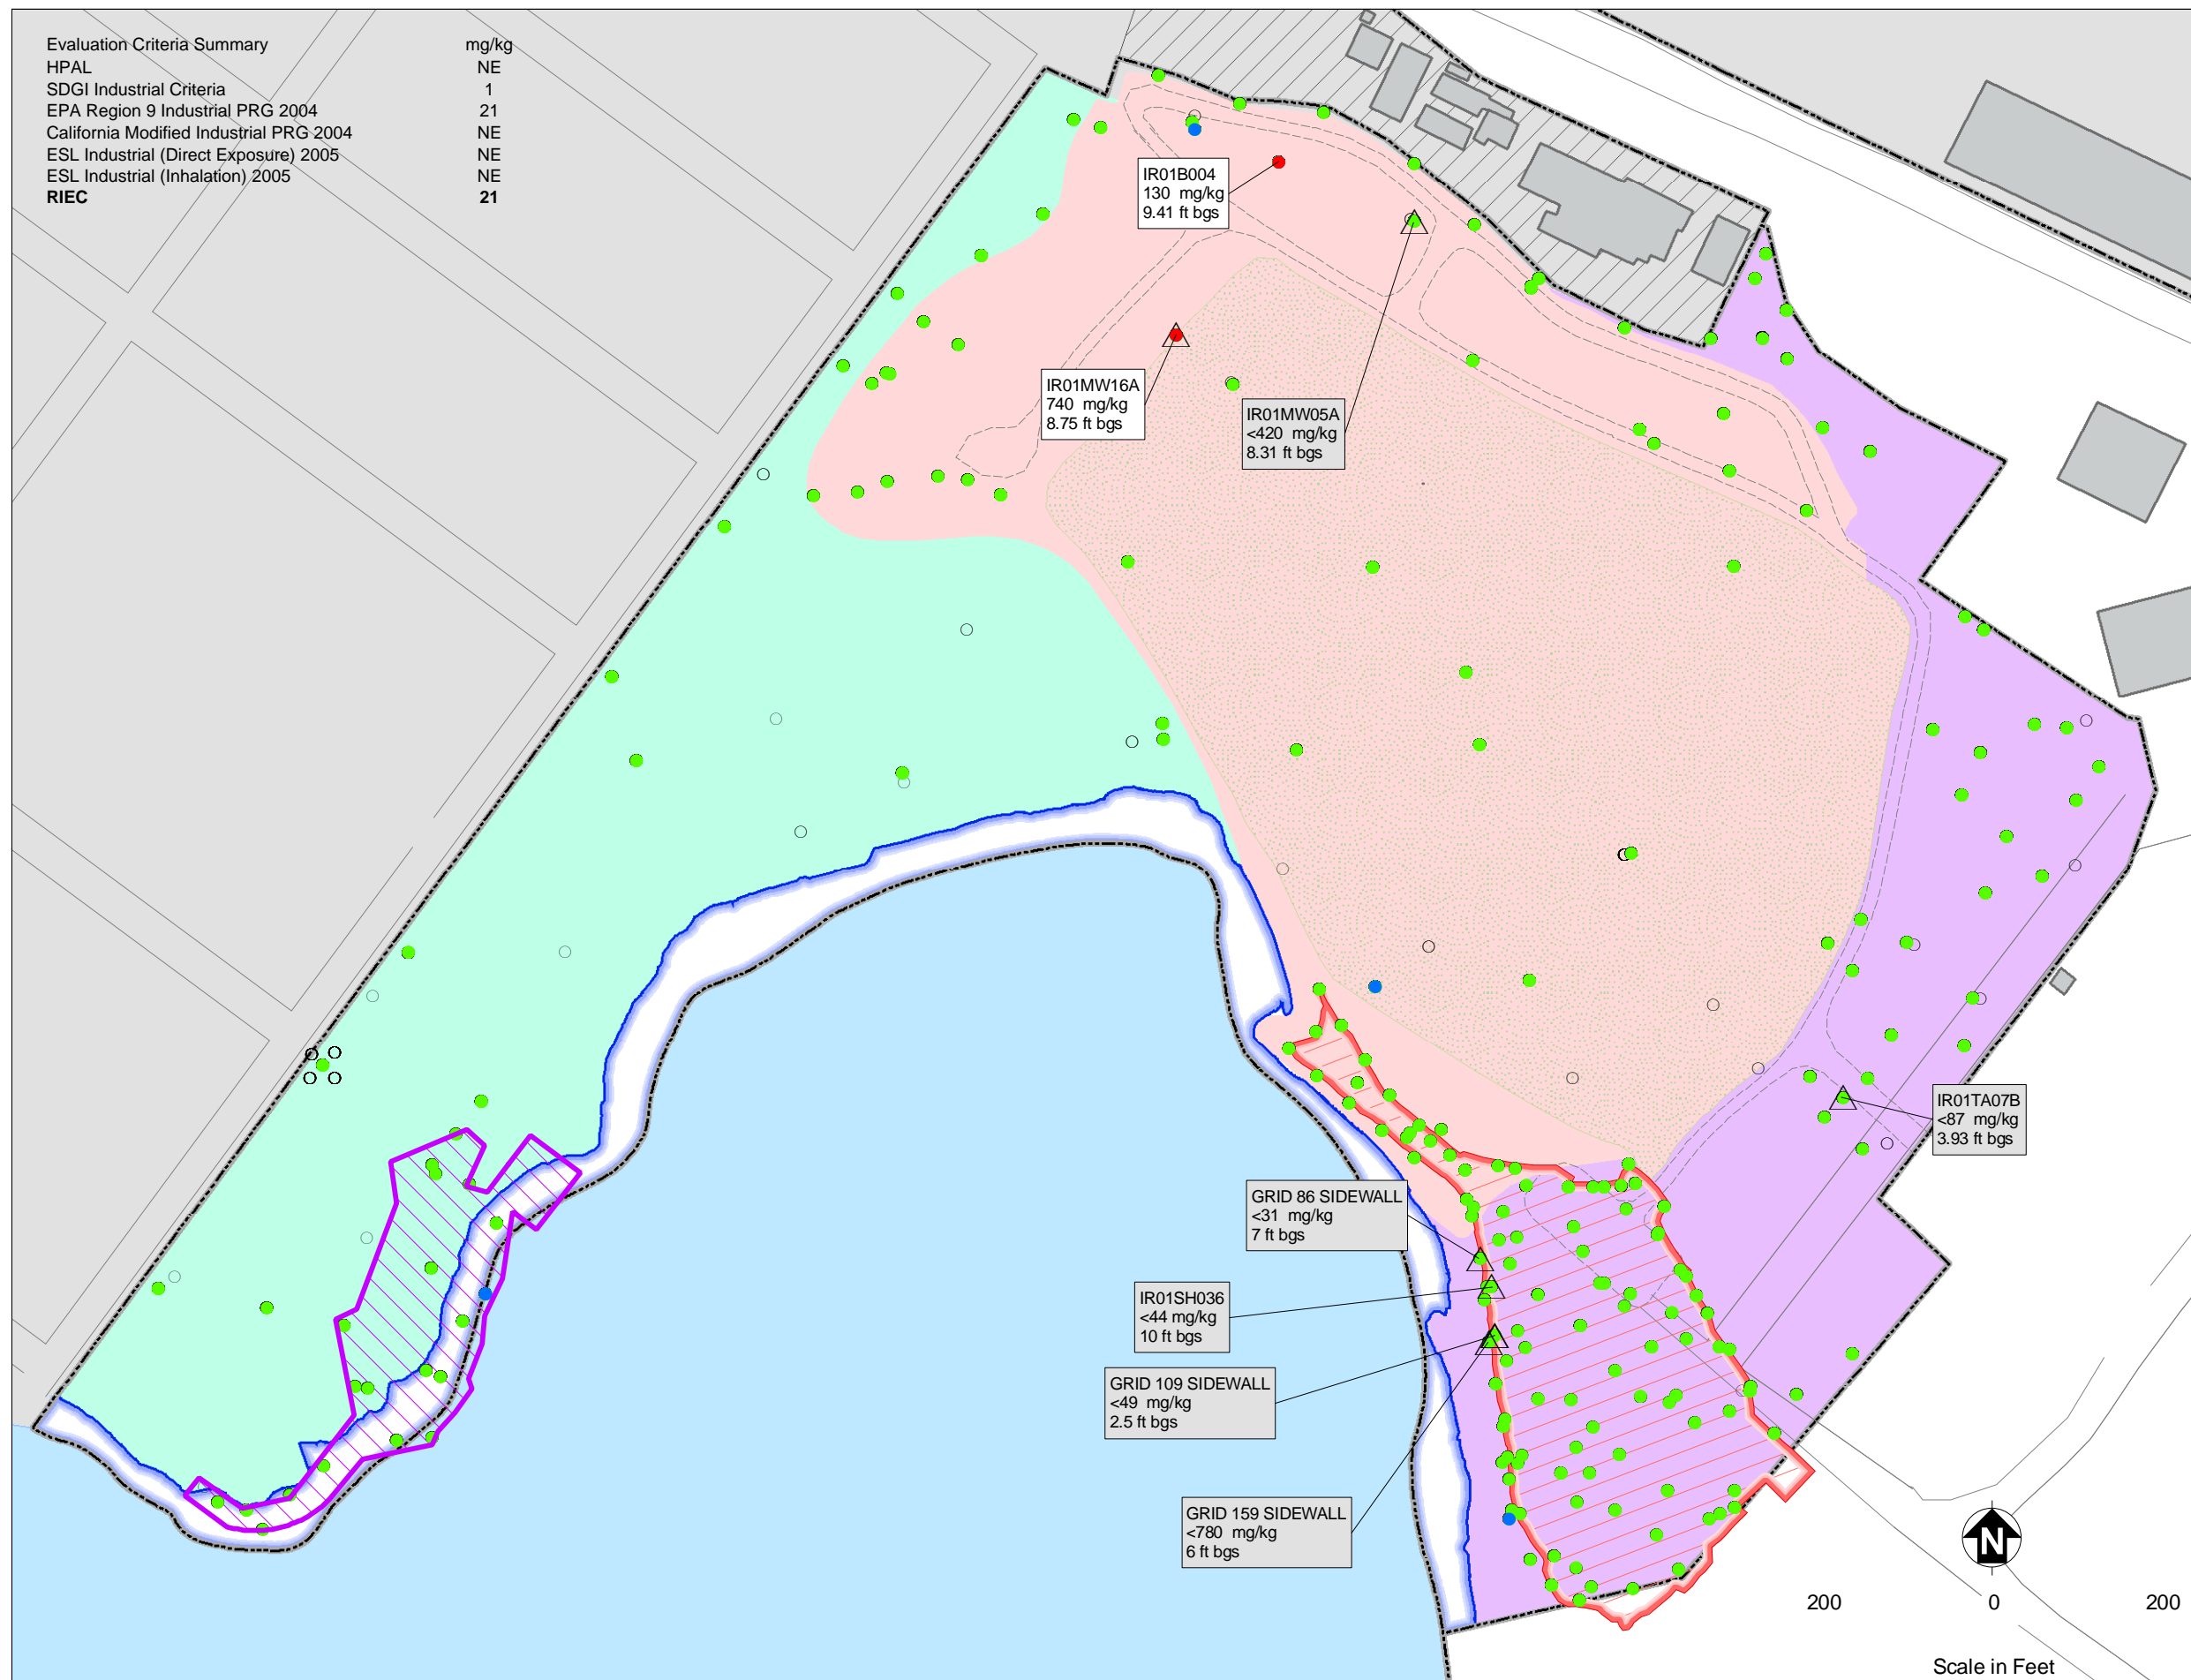 Evaluation Criteria Summary mg/kg
HPAL NE
SDGI Industrial Criteria 1
EPA Region 9 Industrial PRG 2004 21
California Modified Industrial PRG 2004 NE
ESL Industrial (Direct Exposure) 2005 NE
ESL Industrial (Inhalation) 2005 NE
RIEC 21
IR01B004
130 mg/kg
9.41 ft bgs
IR01MW16A
740 mg/kg
8.75 ft bgs
IR01MW05A
<420 mg/kg
8.31 ft bgs
IR01TA07B
<87 mg/kg
3.93 ft bgs
GRID 86 SIDEWALL
<31 mg/kg
7 ft bgs
IR01SH036
<44 mg/kg
10 ft bgs
GRID 109 SIDEWALL
<49 mg/kg
2.5 ft bgs
GRID 159 SIDEWALL
<780 mg/kg
6 ft bgs
N
200 0 200
Scale in Feet